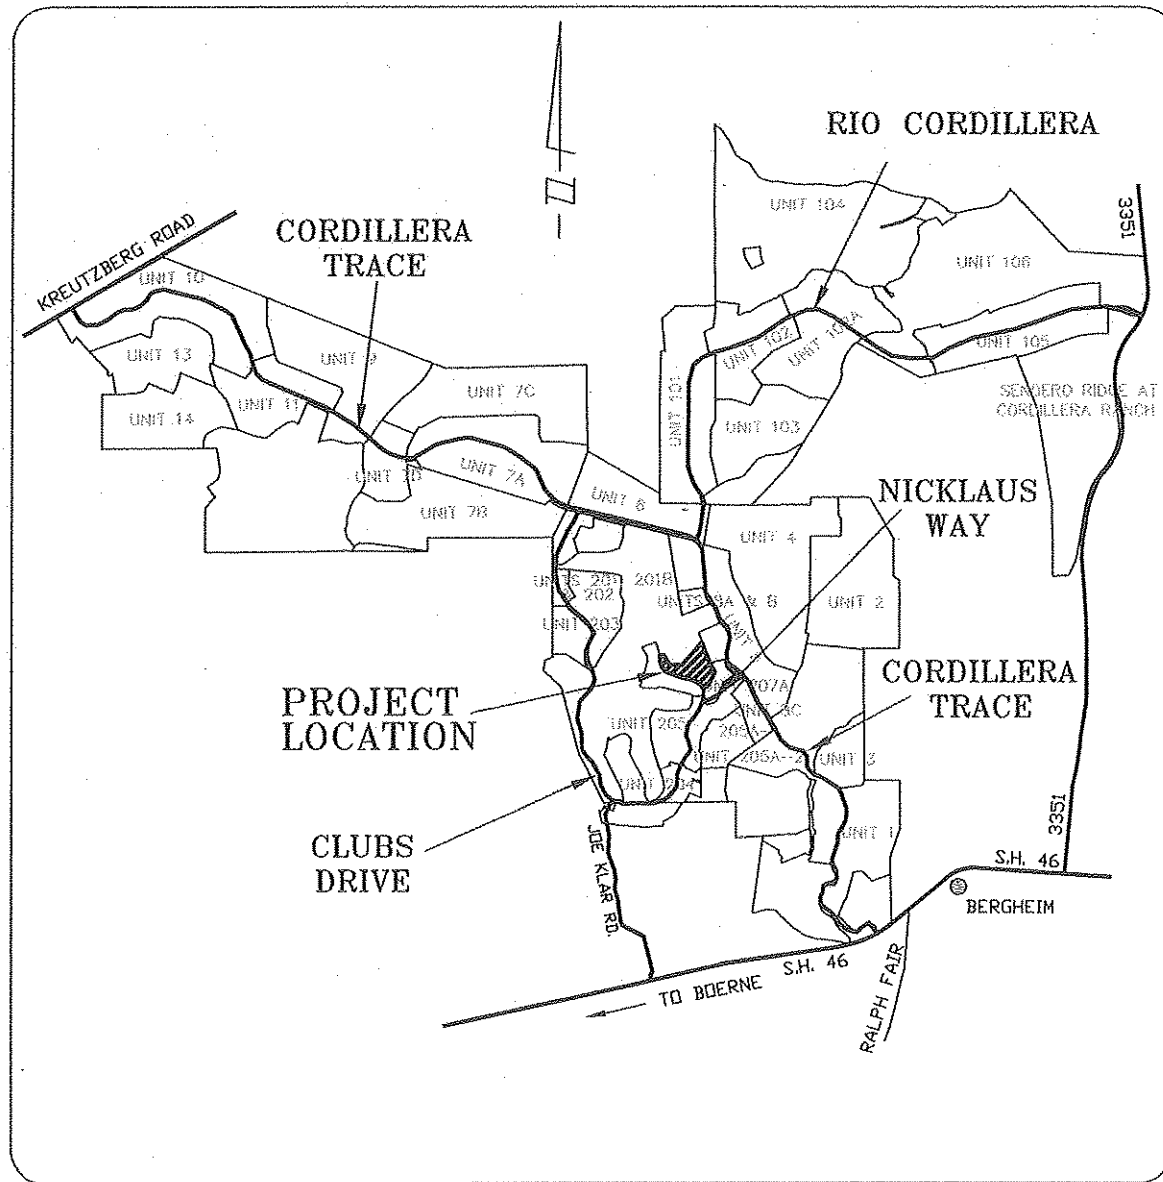 RIO CORDILLERA
UNIT 104
3351
KREUTZBERG ROAD
CORDILLERA
TRACE
UNIT 10
UNIT 106
UNIT 13
UNIT 9
UNIT 102
UNIT 105
UNIT 7C
UNIT 101
SENDERO RIDGE AT
CORDILLERA RANCH
UNIT 14
UNIT 11
UNIT 103
UNIT 7D
UNIT 7A
UNIT 7B
UNIT 6
NICKLAUS
WAY
UNIT 4
202
UNIT 2
UNIT 203
CORDILLERA
TRACE
PROJECT
LOCATION
UNIT 205
UNIT 3
UNIT 204
CLUBS
DRIVE
JOE KLAR RD.
UNIT 1
3351
S.H. 46
BERGHEIM
S.H. 46
TO BOERNE
RALPH FAIR